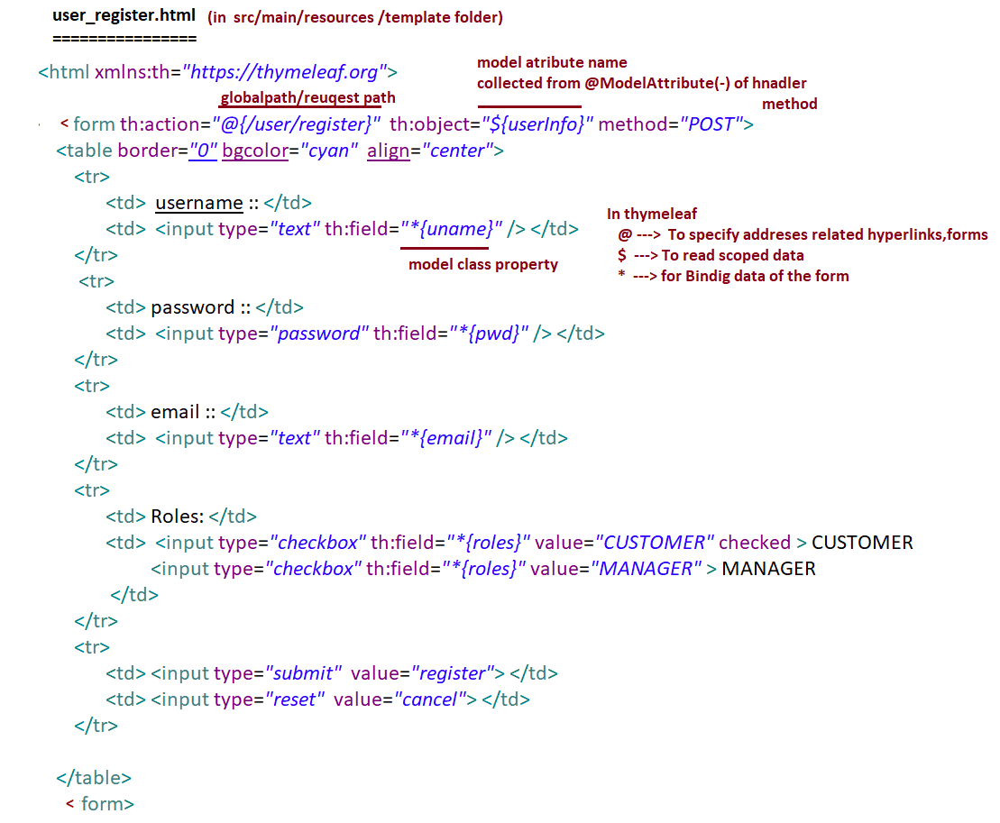 user_register.html (in src/main/resources /template folder)
================
<html xmlns:th="https://thymeleaf.org">
model atribute name
collected from @ModelAttribute(-) of hnadler
method
globalpath/reuqest path
< form th:action="@{/user/register}" th:object="${userInfo}" method="POST">
<table border="0" bgcolor="cyan" align="center">
<tr>
<td> username :: </td>
<td> <input type="text" th:field="*{uname}" /> </td>
model class property
In thymeleaf
@ ---> To specify addreses related hyperlinks,forms
$ ---> To read scoped data
* ---> for Bindig data of the form
</tr>
<tr>
<td> password :: </td>
<td> <input type="password" th:field="*{pwd}" /> </td>
</tr>
<tr>
<td> email :: </td>
<td> <input type="text" th:field="*{email}" /> </td>
</tr>
<tr>
<td> Roles: </td>
<td> <input type="checkbox" th:field="*{roles}" value="CUSTOMER" checked > CUSTOMER
<input type="checkbox" th:field="*{roles}" value="MANAGER" > MANAGER
</td>
</tr>
<tr>
<td> <input type="submit" value="register"> </td>
<td> <input type="reset" value="cancel"> </td>
</tr>
</table>
< form>